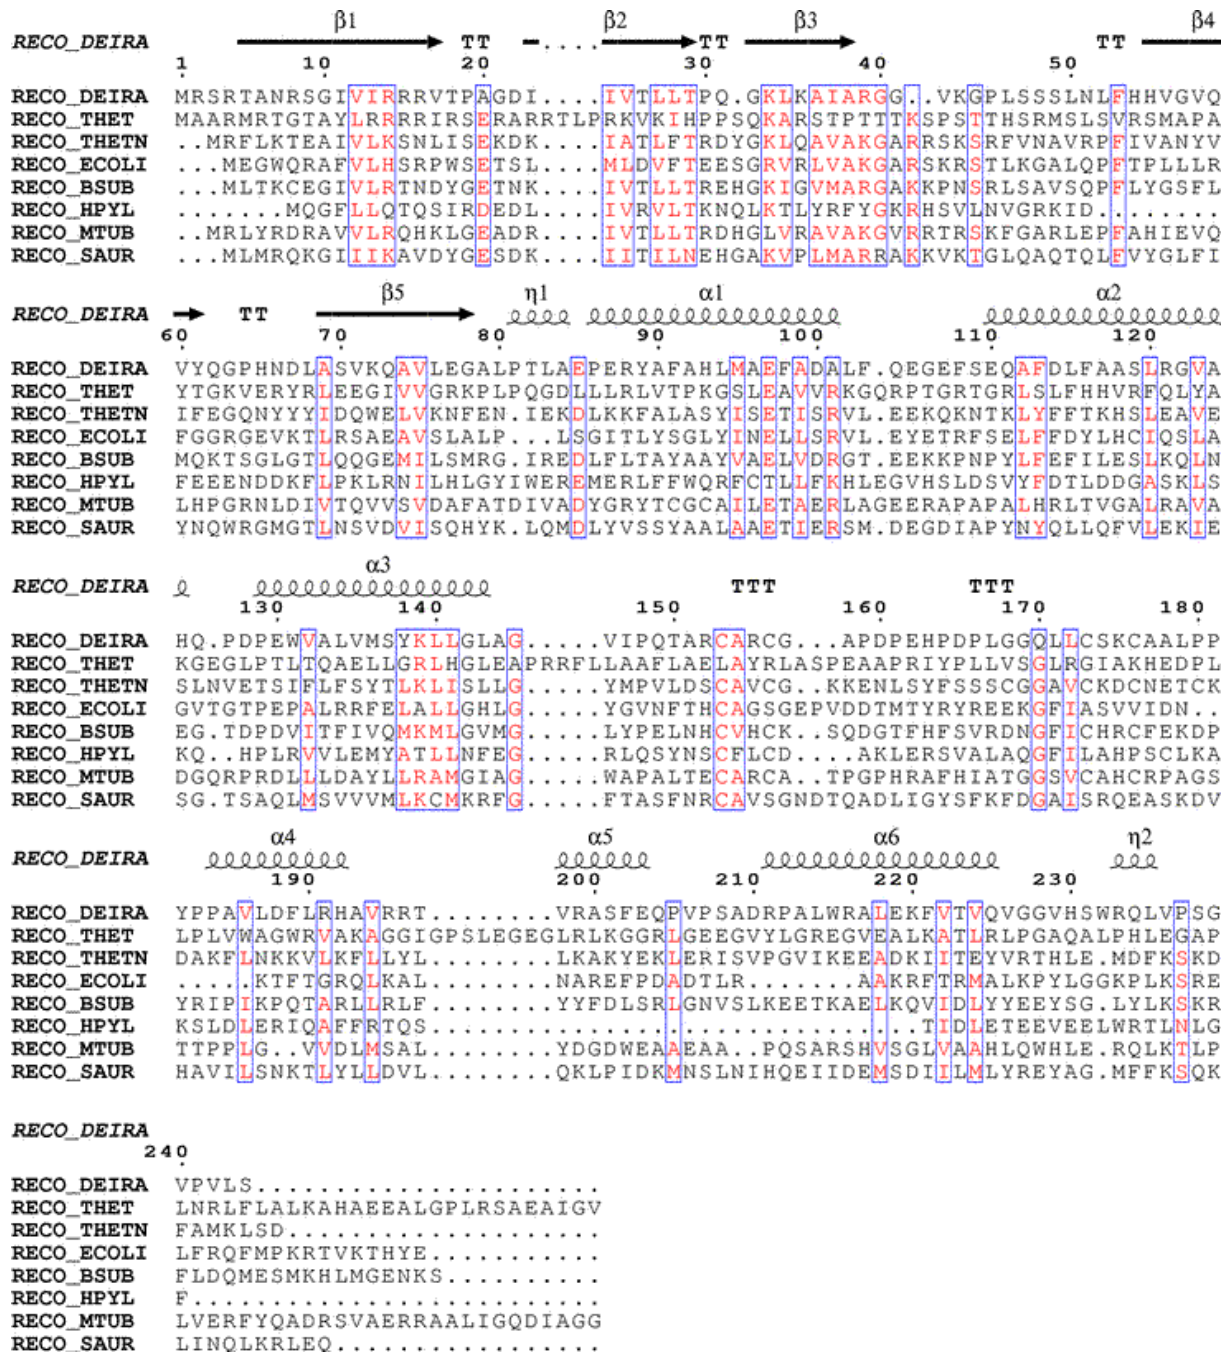 β1 β2 β3 β4
RECO_DEIRA TT .... TT TT
1 10 20 30 40 50
RECO_DEIRA MRSRTANRSGIVIRRRVTPAGDI....IVTLLTPQ.GKLKAIARGG..VKGPLSSSLNLFHHVGVQ
RECO_THET MAARMRTGTAYLRRRRIRSERARRTLPRKVKIHPPSQKARSTPTTTKSPSTTHSRMSLSVRSMAPA
RECO_THETN ..MRFLKTEAIVLKSNLISEKDK....IATLFTRDYGKLQAVAKGARRSKSRFVNAVRPFIVANYV
RECO_ECOLI ...MEGWQRAFVLHSRPWSETSL....MLDVFTEESGRVRLVAKGARSKRSTLKGALQPFTPLLLR
RECO_BSUB ...MLTKCEGIVLRTNDYGETNK....IVTLLTREHGKIGVMARGAKKPNSRLSAVSQPFLYGSFL
RECO_HPYL .......MQGFLLQTQSIRDEDL....IVRVLTKNQLKTLYRFYGKRHSVLNVGRKID........
RECO_MTUB ..MRLYRDRAVVLRQHKLGEADR....IVTLLTRDHGLVRAVAKGVRRTRSKFGARLEPFAHIEVQ
RECO_SAUR ...MLMRQKGIIIKAVDYGESDK....IITILNEHGAKVPLMARRAKKVKTGLQAQTQLFVYGLFI
β5 η1 α1 α2
RECO_DEIRA TT
60 70 80 90 100 110 120
RECO_DEIRA VYQGPHNDLASVKQAVLEGALPTLAEPERYAFAHLMAEFADALF.QEGEFSEQAFDLFAASLRGVA
RECO_THET YTGKVERYRLEEGIVVGRKPLPQGDLLLRLVTPKGSLEAVVRKGQRPTGRTGRLSLFHHVRFQLYA
RECO_THETN IFEGQNYYYIDQWELVKNFEN.IEKDLKKFALASYISETISRVL.EEKQKNTKLYFFTKHSLEAVE
RECO_ECOLI FGGRGEVKTLRSAEAVSLALP..LSGITLYSGLYINELLSRVL.EYETRFSELFFDYLHCIQSLA
RECO_BSUB MQKTSGLGTLQQGEMILSMRG.IREDLFLTAYAAYVAELVDRGT.EEKKPNPYLFEFILESLKQLN
RECO_HPYL FEEENDDKFLPKLRNILHLGYIWEREMERLFFWQRFCTLLFKHLEGVHSLDSVYFDTLDDGASKLS
RECO_MTUB LHPGRNLDIVTQVVSVDAFATDIVADYGRYTCGCAILETAERLAGEERAPAPALHRLTVGALRAVA
RECO_SAUR YNQWRGMGTLNSVDVISQHYK.LQMDLYVSSYAALAAETIERSM.DEGDIAPYNYQLLQFVLEKIE
α3
RECO_DEIRA TTT TTT
130 140 150 160 170 180
RECO_DEIRA HQ.PDPEWVALVMSYKLLGLAG.....VIPQTARCARCG...APDPEHPDPLGGQLLCSKCAALPP
RECO_THET KGEGLPTLTQAELLGRLHGLEAPRRFLLAAFLAELAYRLASPEAAPRIYPLLVSGLRGIAKHEDPL
RECO_THETN SLNVETSIFLFSYTLKLISLLG.....YMPVLDSCAVCG..KKENLSYFSSSCGGAVCKDCNETCK
RECO_ECOLI GVTGTPEPALRRFELALLGHLG.....YGVNFTHCAGSGEPVDDTMTYRYREEKGFIASVVIDN..
RECO_BSUB EG.TDPDVITFIVQMKMLGVMG.....LYPELNHCVHCK..SQDGTFHFSVRDNGFICHRCFEKDP
RECO_HPYL KQ..HPLRVVLEMYATLLNFEG.....RLQSYNSCFLCD....AKLERSVALAQGFILAHPSCLKA
RECO_MTUB DGQRPRDLLLDAYLLRAMGIAG.....WAPALTECARCA..TPGPHRAFHIATGGSVCAHCRPAGS
RECO_SAUR SG.TSAQLMSVVVMLKCMKRFG.....FTASFNRCAVSGNDTQADLIGYSFKFDGAISRQEASKDV
α4 α5 α6 η2
RECO_DEIRA
190 200 210 220 230
RECO_DEIRA YPPAVLDFLRHAVRRT........VRASFEQPVPSADRPALWRALEKFVTVQVGGVHSWRQLVPSG
RECO_THET LPLVWAGWRVAKAGGIGPSLEGEGLRLKGGRLGEEGVYLGREGVEALKATLRLPGAQALPHLEGAP
RECO_THETN DAKFLNKKVLKFLLYL........LKAKYEKLERISVPGVIKEEADKIITEYVRTHLE.MDFKSKD
RECO_ECOLI .....KTFTGRQLKAL........NAREFPDADTLR.......AAKRFTRMALKPYLGGKPLKSRE
RECO_BSUB YRIPIKPQTARLLRLF........YYFDLSRLGNVSLKEETKAELKQVIDLYYEEYSG.LYLKSKR
RECO_HPYL KSLDLERIQAFFRTQS...............................TIDLETEEVEELWRTLNLG
RECO_MTUB TTPPLG..VVDLMSAL........YDGDWEAAEAA..PQSARSHVSGLVAAHLQWHLE.RQLKTLP
RECO_SAUR HAVILSNKTLYLLDVL........QKLPIDKMNSLNIHQEIIDEMSDIILMLYREYAG.MFFKSQK
RECO_DEIRA
240
RECO_DEIRA VPVLS......................
RECO_THET LNRLFLALKAHAEEALGPLRSAEAIGV
RECO_THETN FAMKLSD....................
RECO_ECOLI LFRQFMPKRTVKTHYE...........
RECO_BSUB FLDQMESMKHLMGENKS..........
RECO_HPYL F..........................
RECO_MTUB LVERFYQADRSVAERRAALIGQDIAGG
RECO_SAUR LINQLKRLEQ.................